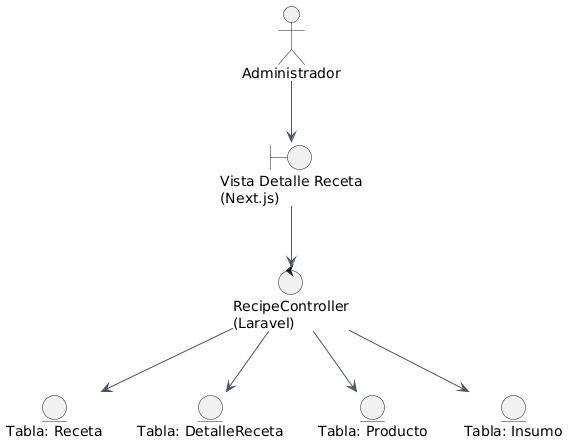 Administrador
Vista Detalle Receta
(Next.js)
RecipeController
(Laravel)
Tabla: Receta
Tabla: DetalleReceta
Tabla: Producto
Tabla: Insumo